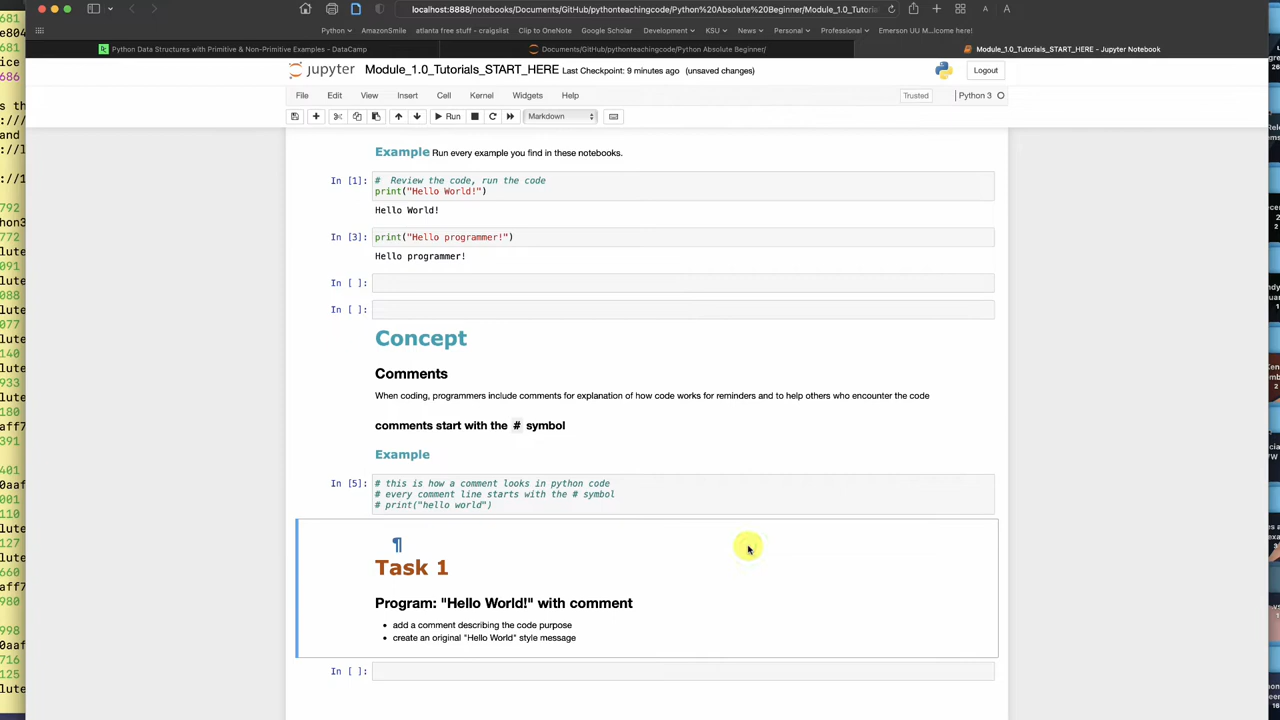 681
localhost:8888/notebooks/Documents/GitHub/pythonteachingcode/Python%20Absolute%20Beginner/Module_1.0_Tutoria
Python AmazonSmile atlanta free stuff - craigslist Clip to OneNote Google Scholar Development KSU News Personal Professional Emerson UU M...lcome here!
Python Data Structures with Primitive & Non-Primitive Examples – DataCamp Documents/GitHub/pythonteachingcode/Python Absolute Beginner/ Module_1.0_Tutorials_START_HERE - Jupyter Notebook
jupyter Module_1.0_Tutorials_START_HERE Last Checkpoint: 9 minutes ago (unsaved changes) Logout
File Edit View Insert Cell Kernel Widgets Help Trusted Python 3
Run Markdown
Example Run every example you find in these notebooks.
In [1]: # Review the code, run the code
print("Hello World!")
Hello World!
In [3]: print("Hello programmer!")
Hello programmer!
In [ ]:
In [ ]:
Concept
Comments
When coding, programmers include comments for explanation of how code works for reminders and to help others who encounter the code
comments start with the # symbol
Example
In [5]: # this is how a comment looks in python code
# every comment line starts with the # symbol
# print("hello world")
¶
Task 1
Program: "Hello World!" with comment
• add a comment describing the code purpose
• create an original "Hello World" style message
In [ ]: